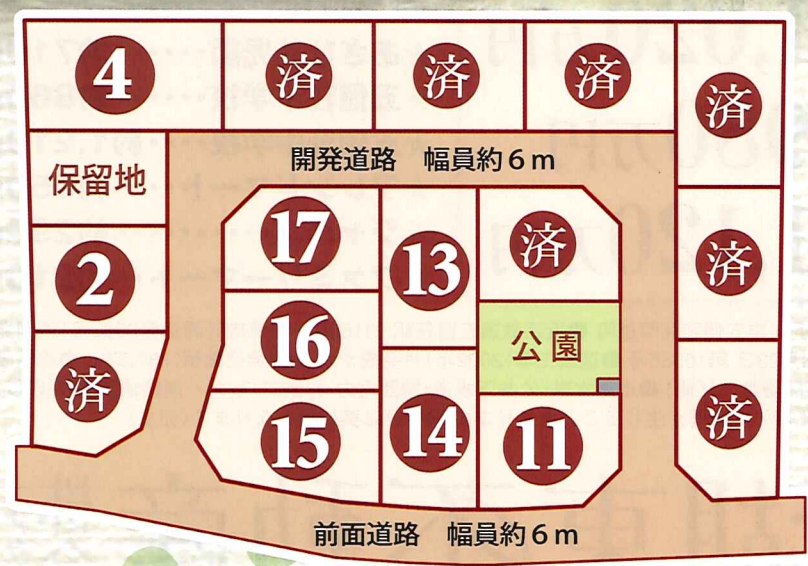 4 済 済 済 済
保留地
開発道路 幅員約6m
17 13 済
2
済
16
公園
済
15 14 11
済
前面道路 幅員約6m